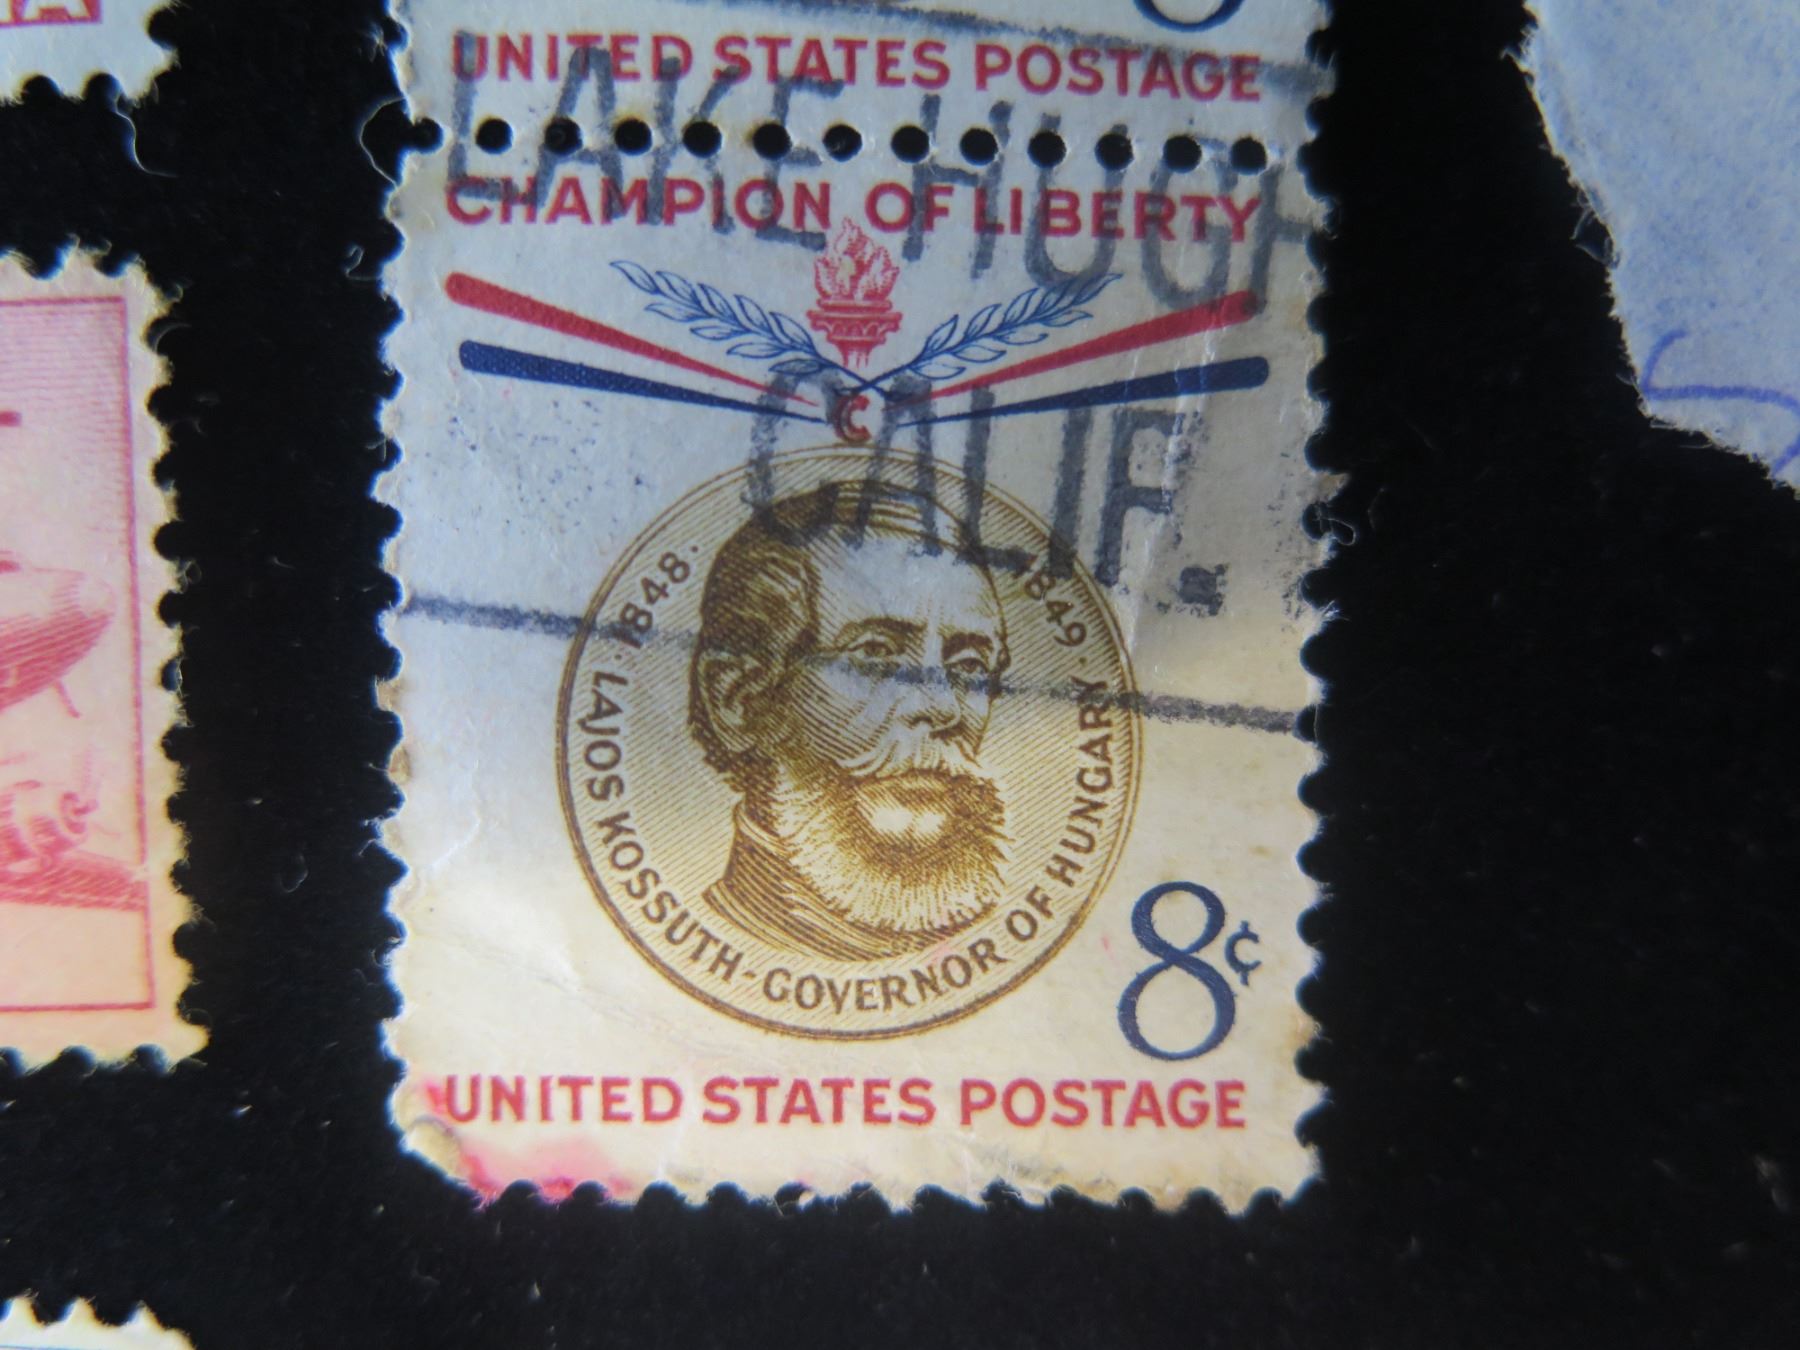 UNITED STATES POSTAGE
LAKE HUGH
CHAMPION OF LIBERTY
C
CALIF.
1848·1849·
LAJOS KOSSUTH-GOVERNOR OF HUNGARY
8¢
UNITED STATES POSTAGE